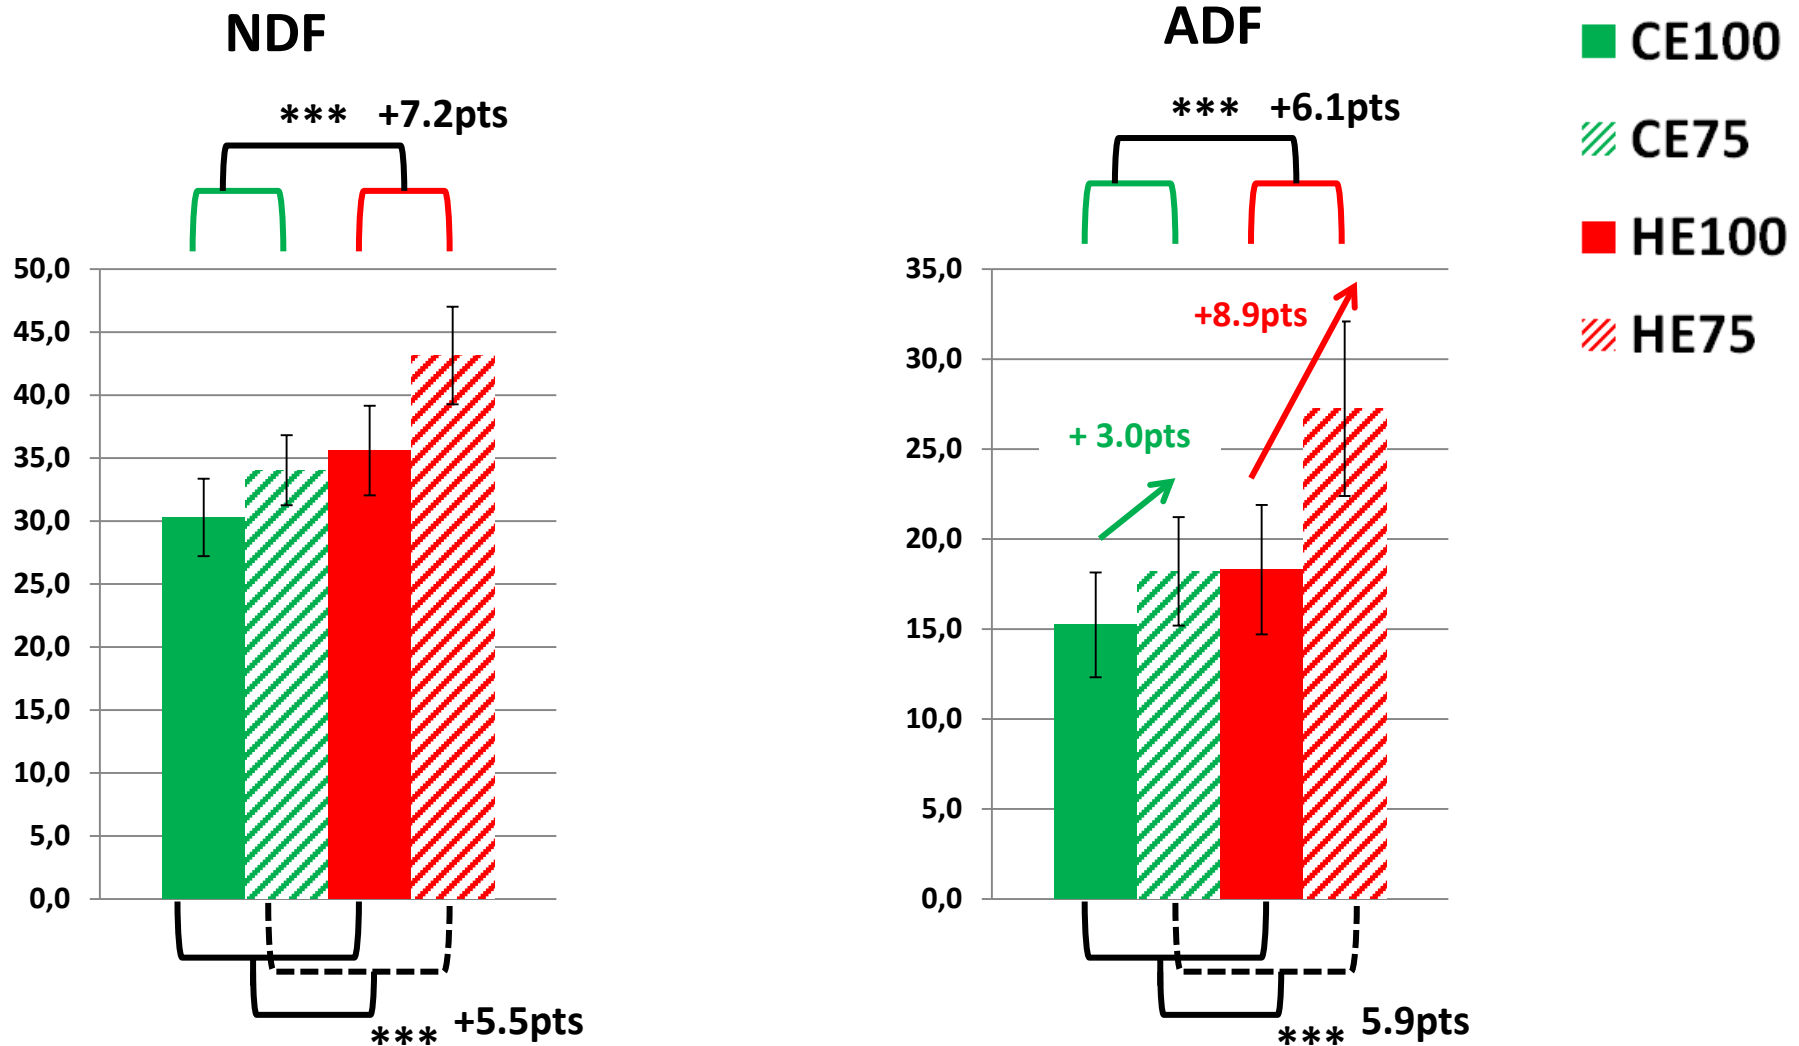 NDF
*** +7.2pts
50,0
45,0
40,0
35,0
30,0
25,0
20,0
15,0
10,0
5,0
0,0
*** +5.5pts
ADF
*** +6.1pts
35,0
30,0
25,0
20,0
15,0
10,0
5,0
0,0
+8.9pts
+ 3.0pts
*** 5.9pts
CE100
CE75
HE100
HE75